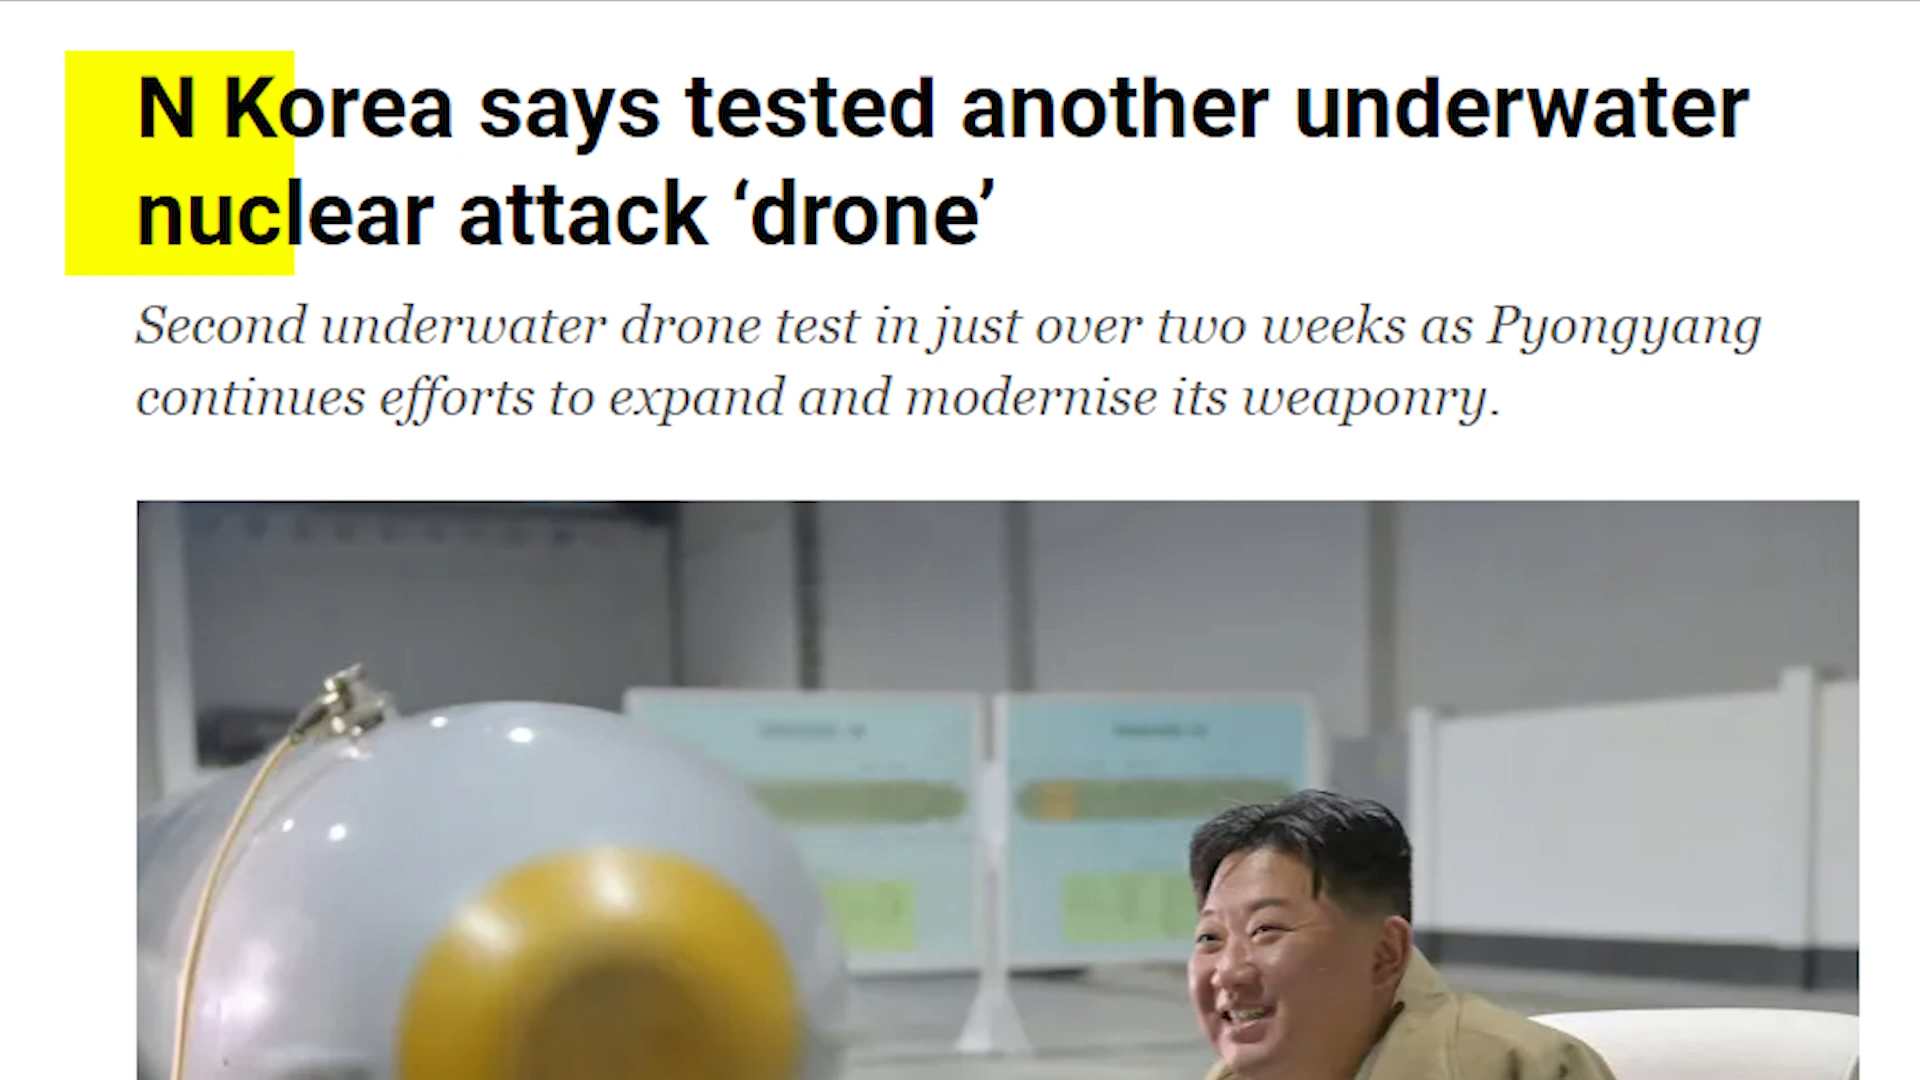 N Korea says tested another underwater
nuclear attack ‘drone’
Second underwater drone test in just over two weeks as Pyongyang
continues efforts to expand and modernise its weaponry.